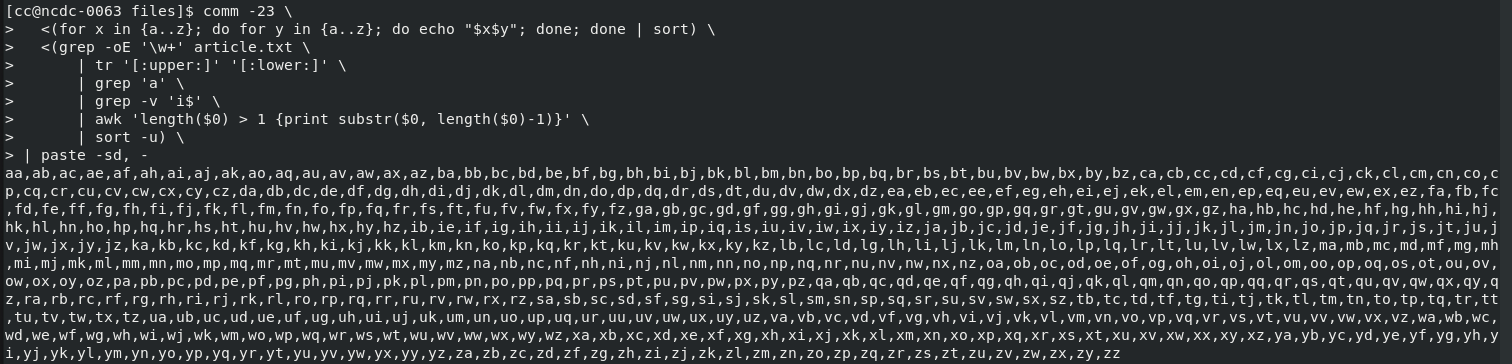 [cc@ncdc-0063 files]$ comm -23 \
>   <(for x in {a..z}; do for y in {a..z}; do echo "$x$y"; done; done | sort) \
>   <(grep -oE '\w+' article.txt \
>       | tr '[:upper:]' '[:lower:]' \
>       | grep 'a' \
>       | grep -v 'i$' \
>       | awk 'length($0) > 1 {print substr($0, length($0)-1)}' \
>       | sort -u) \
> | paste -sd, -
aa,ab,ac,ae,af,ah,ai,aj,ak,ao,aq,au,av,aw,ax,az,ba,bb,bc,bd,be,bf,bg,bh,bi,bj,bk,bl,bm,bn,bo,bp,bq,br,bs,bt,bu,bv,bw,bx,by,bz,ca,cb,cc,cd,cf,cg,ci,cj,ck,cl,cm,cn,co,c
p,cq,cr,cu,cv,cw,cx,cy,cz,da,db,dc,de,df,dg,dh,di,dj,dk,dl,dm,dn,do,dp,dq,dr,ds,dt,du,dv,dw,dx,dz,ea,eb,ec,ee,ef,eg,eh,ei,ej,ek,el,em,en,ep,eq,eu,ev,ew,ex,ez,fa,fb,fc
,fd,fe,ff,fg,fh,fi,fj,fk,fl,fm,fn,fo,fp,fq,fr,fs,ft,fu,fv,fw,fx,fy,fz,ga,gb,gc,gd,gf,gg,gh,gi,gj,gk,gl,gm,go,gp,gq,gr,gt,gu,gv,gw,gx,gz,ha,hb,hc,hd,he,hf,hg,hh,hi,hj,
hk,hl,hn,ho,hp,hq,hr,hs,ht,hu,hv,hw,hx,hy,hz,ib,ie,if,ig,ih,ii,ij,ik,il,im,ip,iq,is,iu,iv,iw,ix,iy,iz,ja,jb,jc,jd,je,jf,jg,jh,ji,jj,jk,jl,jm,jn,jo,jp,jq,jr,js,jt,ju,j
v,jw,jx,jy,jz,ka,kb,kc,kd,kf,kg,kh,ki,kj,kk,kl,km,kn,ko,kp,kq,kr,kt,ku,kv,kw,kx,ky,kz,lb,lc,ld,lg,lh,li,lj,lk,lm,ln,lo,lp,lq,lr,lt,lu,lv,lw,lx,lz,ma,mb,mc,md,mf,mg,mh
,mi,mj,mk,ml,mm,mn,mo,mp,mq,mr,mt,mu,mv,mw,mx,my,mz,na,nb,nc,nf,nh,ni,nj,nl,nm,nn,no,np,nq,nr,nu,nv,nw,nx,nz,oa,ob,oc,od,oe,of,og,oh,oi,oj,ol,om,oo,op,oq,os,ot,ou,ov,
ow,ox,oy,oz,pa,pb,pc,pd,pe,pf,pg,ph,pi,pj,pk,pl,pm,pn,po,pp,pq,pr,ps,pt,pu,pv,pw,px,py,pz,qa,qb,qc,qd,qe,qf,qg,qh,qi,qj,qk,ql,qm,qn,qo,qp,qq,qr,qs,qt,qu,qv,qw,qx,qy,q
z,ra,rb,rc,rf,rg,rh,ri,rj,rk,rl,ro,rp,rq,rr,ru,rv,rw,rx,rz,sa,sb,sc,sd,sf,sg,si,sj,sk,sl,sm,sn,sp,sq,sr,su,sv,sw,sx,sz,tb,tc,td,tf,tg,ti,tj,tk,tl,tm,tn,to,tp,tq,tr,tt
,tu,tv,tw,tx,tz,ua,ub,uc,ud,ue,uf,ug,uh,ui,uj,uk,um,un,uo,up,uq,ur,uu,uv,uw,ux,uy,uz,va,vb,vc,vd,vf,vg,vh,vi,vj,vk,vl,vm,vn,vo,vp,vq,vr,vs,vt,vu,vv,vw,vx,vz,wa,wb,wc,
wd,we,wf,wg,wh,wi,wj,wk,wm,wo,wp,wq,wr,ws,wt,wu,wv,ww,wx,wy,wz,xa,xb,xc,xd,xe,xf,xg,xh,xi,xj,xk,xl,xm,xn,xo,xp,xq,xr,xs,xt,xu,xv,xw,xx,xy,xz,ya,yb,yc,yd,ye,yf,yg,yh,y
i,yj,yk,yl,ym,yn,yo,yp,yq,yr,yt,yu,yv,yw,yx,yy,yz,za,zb,zc,zd,zf,zg,zh,zi,zj,zk,zl,zm,zn,zo,zp,zq,zr,zs,zt,zu,zv,zw,zx,zy,zz